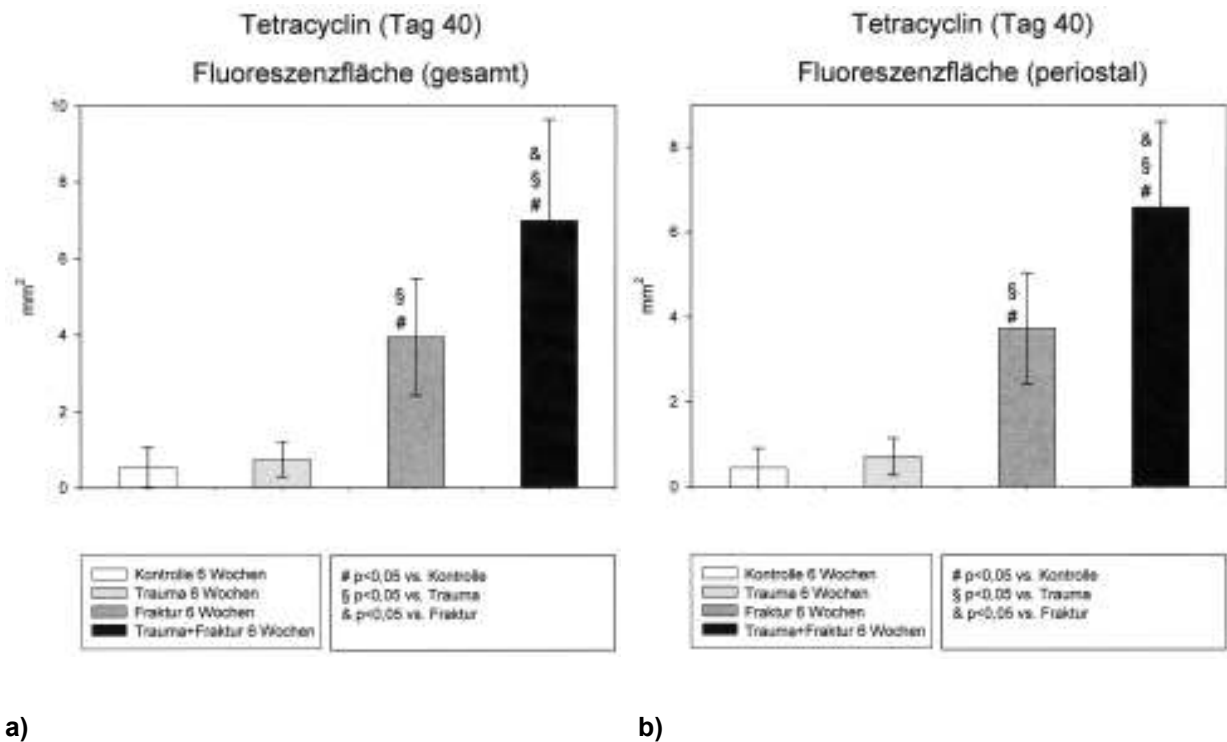 Tetracyclin (Tag 40)
Fluoreszenzfläche (gesamt)
10
8
6
4
2
0
mm²
§
#
&
§
#
Kontrolle 6 Wochen
Trauma 6 Wochen
Fraktur 6 Wochen
Trauma+Fraktur 6 Wochen
# p<0,05 vs. Kontrolle
§ p<0,05 vs. Trauma
& p<0,05 vs. Fraktur
a)
Tetracyclin (Tag 40)
Fluoreszenzfläche (periostal)
8
6
4
2
0
mm²
§
#
&
§
#
Kontrolle 6 Wochen
Trauma 6 Wochen
Fraktur 6 Wochen
Trauma+Fraktur 6 Wochen
# p<0,05 vs. Kontrolle
§ p<0,05 vs. Trauma
& p<0,05 vs. Fraktur
b)